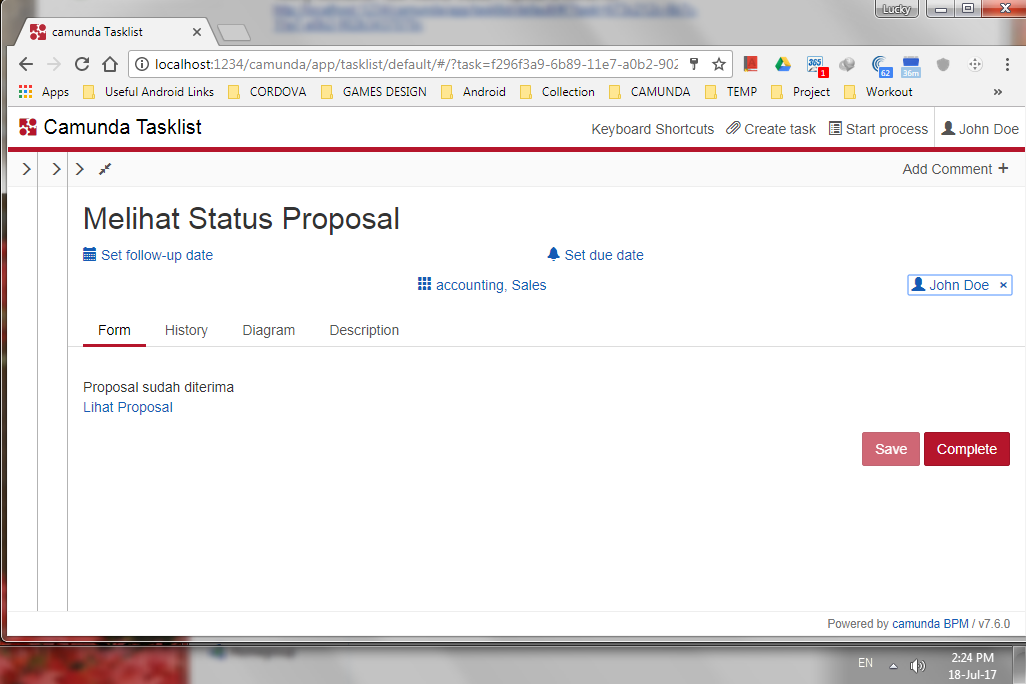 Lucky
camunda Tasklist
localhost:1234/camunda/app/tasklist/default/#/?task=f296f3a9-6b89-11e7-a0b2-902
365 1 62 36m
Apps Useful Android Links CORDOVA GAMES DESIGN Android Collection CAMUNDA TEMP Project Workout »
Camunda Tasklist Keyboard Shortcuts Create task Start process John Doe
Add Comment +
Melihat Status Proposal
Set follow-up date Set due date
accounting, Sales John Doe ×
Form History Diagram Description
Proposal sudah diterima
Lihat Proposal
Save Complete
Powered by camunda BPM / v7.6.0
EN 2:24 PM
18-Jul-17